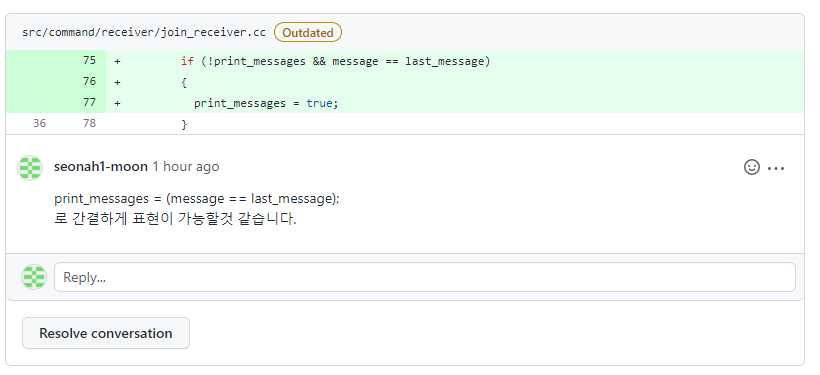 src/command/receiver/join_receiver.cc Outdated
75 + if (!print_messages && message == last_message)
76 + {
77 + print_messages = true;
36 78 }
seonah1-moon 1 hour ago
print_messages = (message == last_message);
로 간결하게 표현이 가능할것 같습니다.
Reply...
Resolve conversation